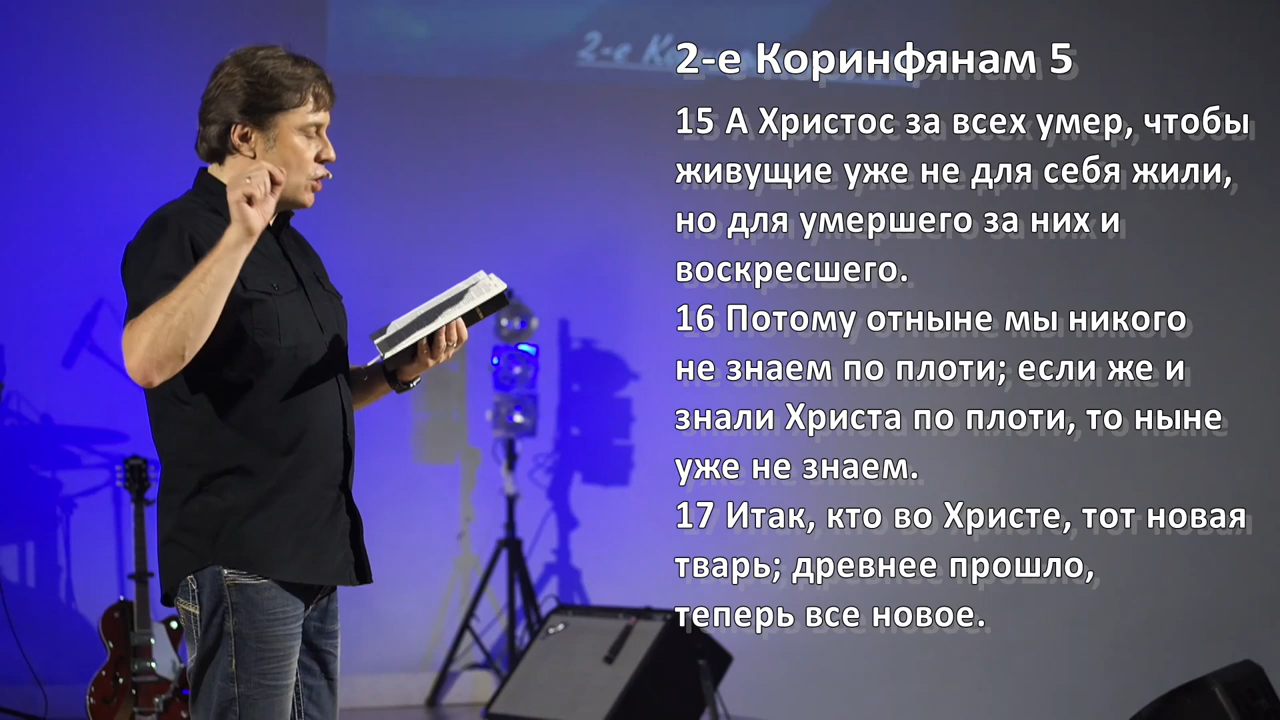 2-е Ко
2-е Коринфянам 5
15 А Христос за всех умер, чтобы
живущие уже не для себя жили,
но для умершего за них и
воскресшего.
16 Потому отныне мы никого
не знаем по плоти; если же и
знали Христа по плоти, то ныне
уже не знаем.
17 Итак, кто во Христе, тот новая
тварь; древнее прошло,
теперь все новое.